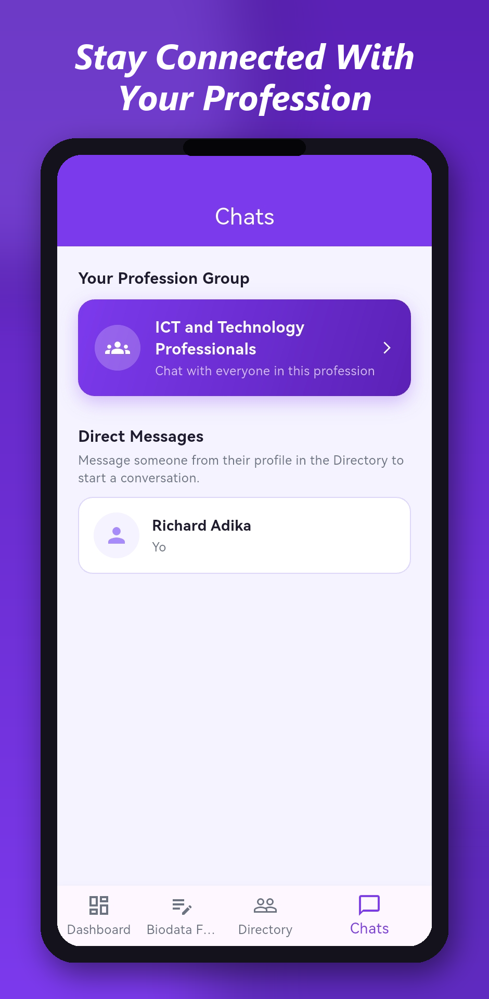 Stay Connected With
Your Profession
Chats
Your Profession Group
ICT and Technology
Professionals
Chat with everyone in this profession
Direct Messages
Message someone from their profile in the Directory to
start a conversation.
Richard Adika
Yo
Dashboard
Biodata F...
Directory
Chats